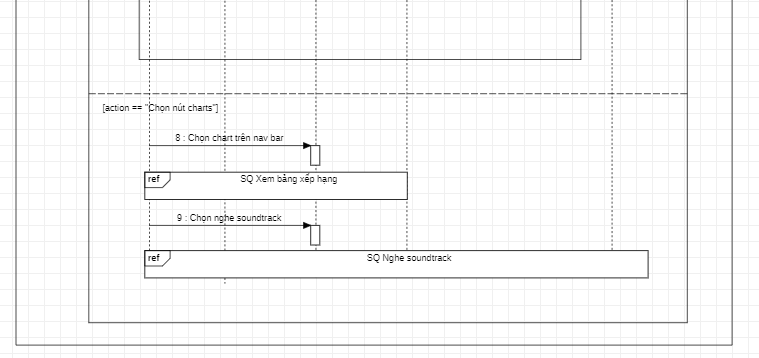 [action == "Chọn nút charts"]
8 : Chọn chart trên nav bar
ref
SQ Xem bảng xếp hạng
9 : Chọn nghe soundtrack
ref
SQ Nghe soundtrack